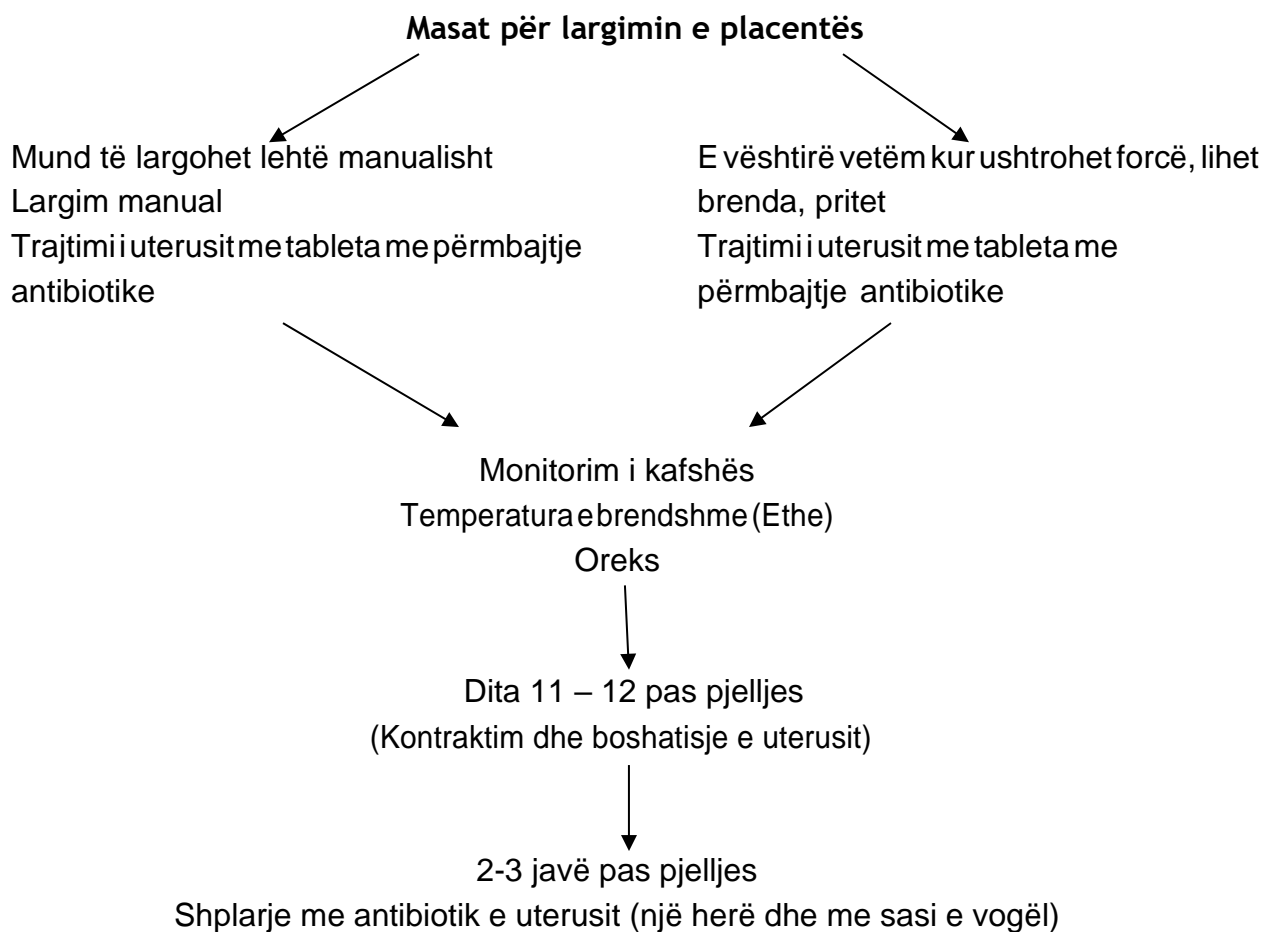 Masat për largimin e placentës
Mund të largohet lehtë manualisht
Largim manual
Trajtimi i uterusit me tableta me përmbajtje
antibiotike
E vështirë vetëm kur ushtrohet forcë, lihet
brenda, pritet
Trajtimi i uterusit me tableta me
përmbajtje antibiotike
Monitorim i kafshës
Temperatura e brendshme (Ethe)
Oreks
Dita 11 – 12 pas pjelljes
(Kontraktim dhe boshatisje e uterusit)
2-3 javë pas pjelljes
Shplarje me antibiotik e uterusit (një herë dhe me sasi e vogël)